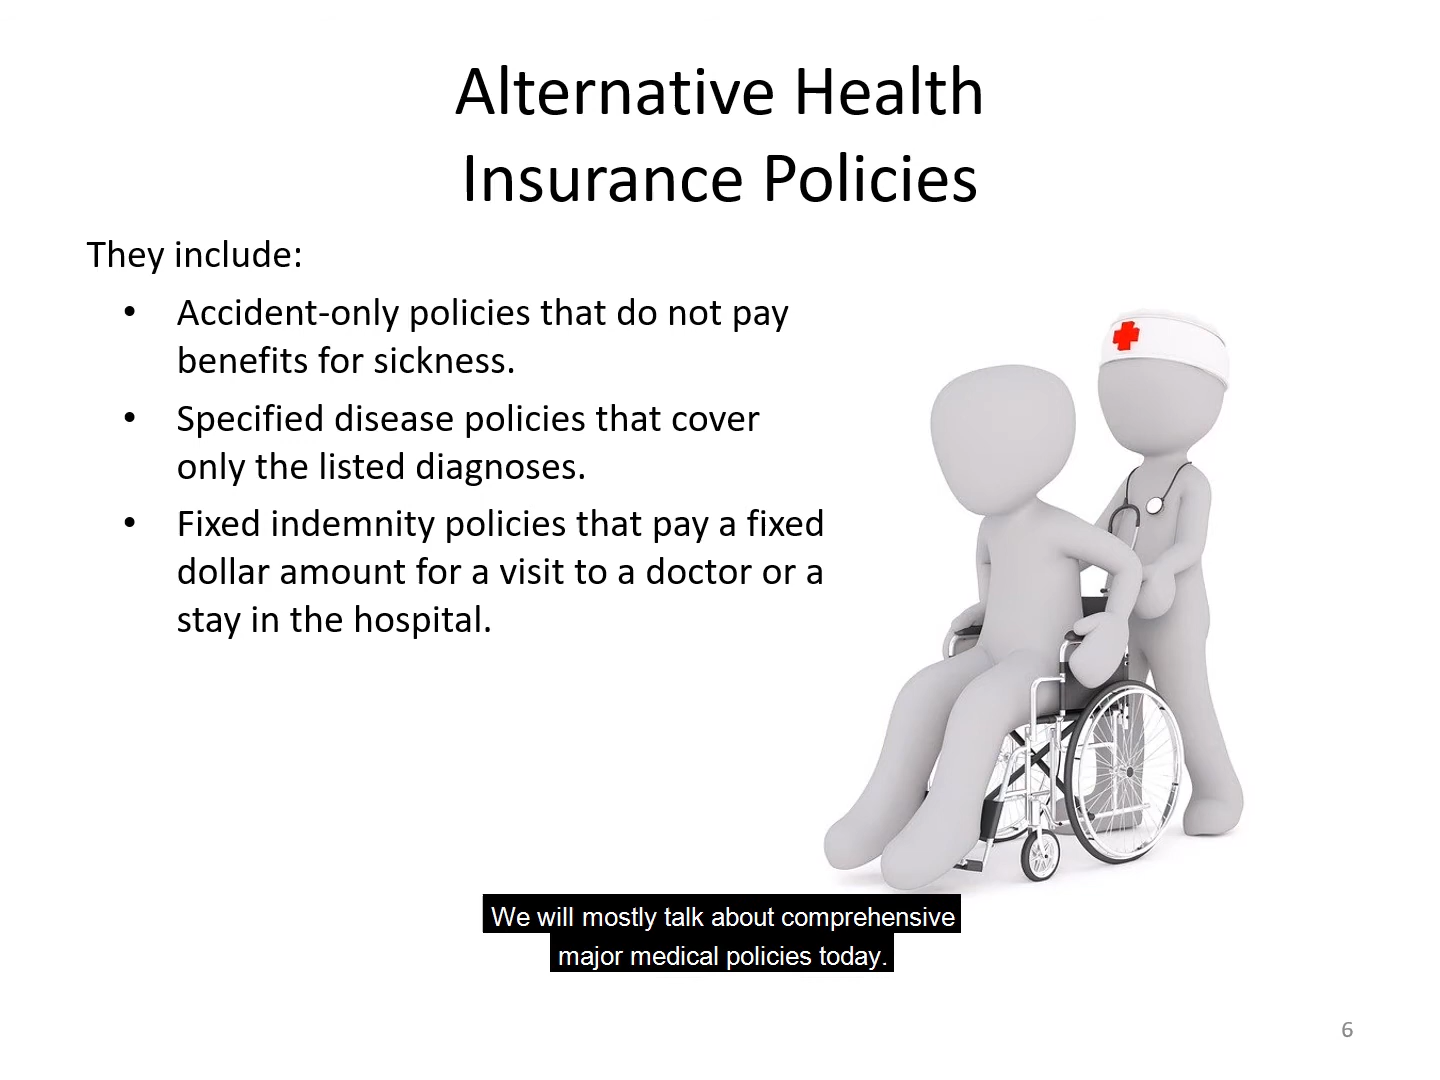 Alternative Health
Insurance Policies
They include:
• Accident-only policies that do not pay
benefits for sickness.
• Specified disease policies that cover
only the listed diagnoses.
• Fixed indemnity policies that pay a fixed
dollar amount for a visit to a doctor or a
stay in the hospital.
We will mostly talk about comprehensive
major medical policies today.
6